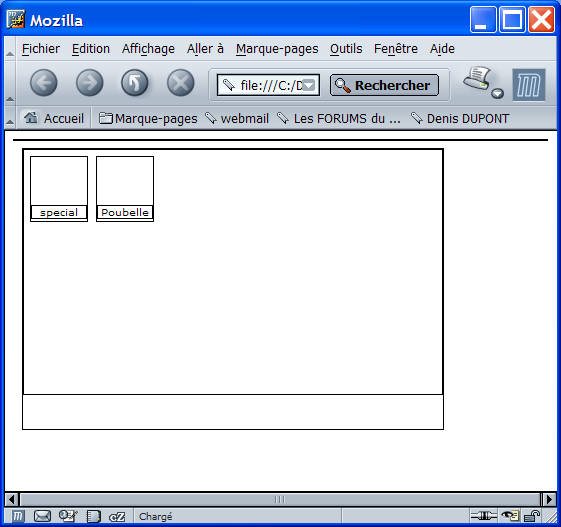 Mozilla
Fichier Edition Affichage Aller à Marque-pages Outils Fenêtre Aide
file:///C:/D Rechercher
Accueil Marque-pages webmail Les FORUMS du ... Denis DUPONT
special Poubelle
Chargé